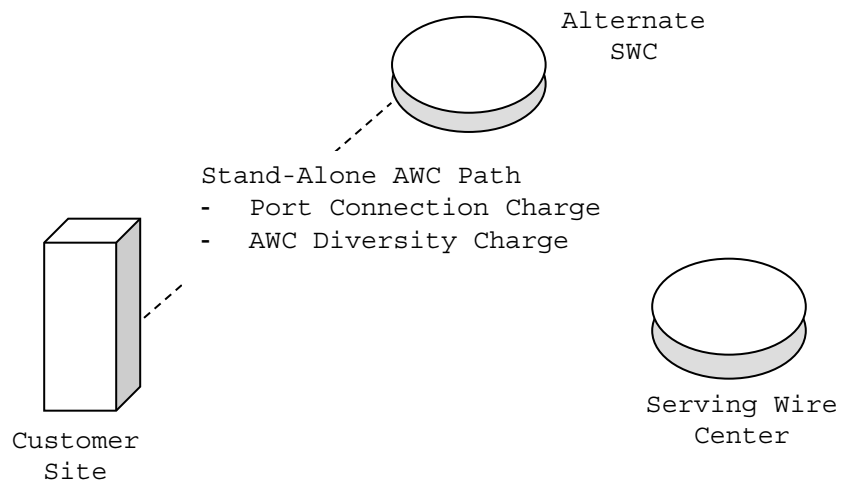 Alternate
SWC
Stand-Alone AWC Path
- Port Connection Charge
- AWC Diversity Charge
Serving Wire
Center
Customer
Site